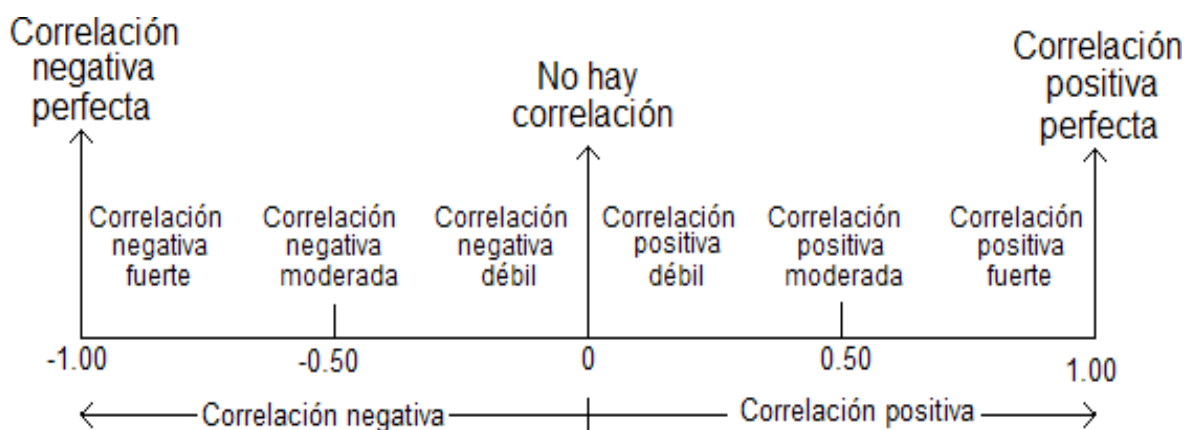 Correlación
negativa
perfecta
No hay
correlación
Correlación
positiva
perfecta
Correlación
negativa
fuerte
Correlación
negativa
moderada
Correlación
negativa
débil
Correlación
positiva
débil
Correlación
positiva
moderada
Correlación
positiva
fuerte
-1.00
-0.50
0
0.50
1.00
Correlación negativa
Correlación positiva